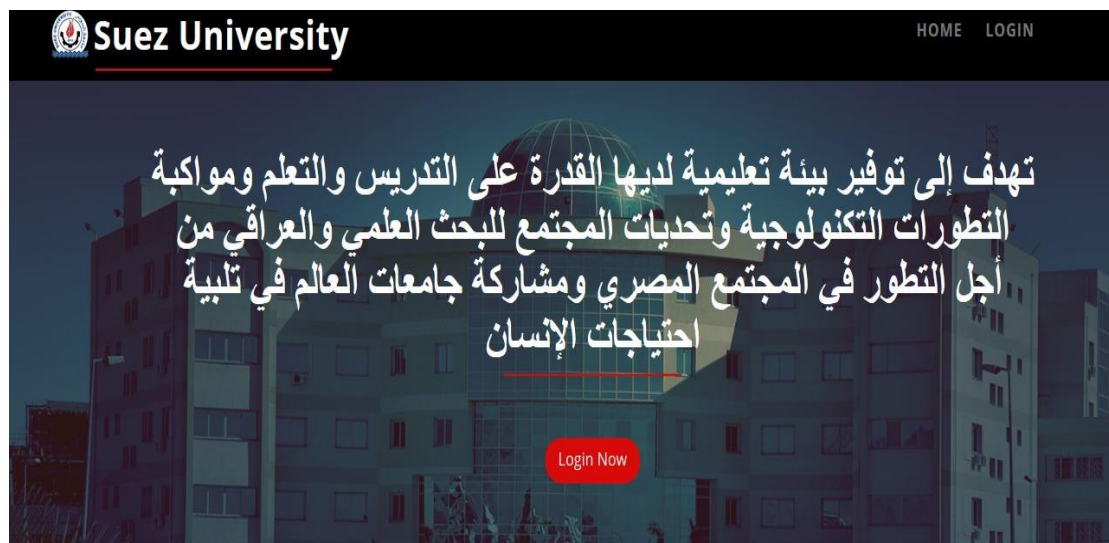 Suez University
HOME LOGIN
تهدف إلى توفير بيئة تعليمية لديها القدرة على التدريس والتعلم ومواكبة
التطورات التكنولوجية وتحديات المجتمع للبحث العلمي والعراقي من
أجل التطور في المجتمع المصري ومشاركة جامعات العالم في تلبية
احتياجات الإنسان
Login Now